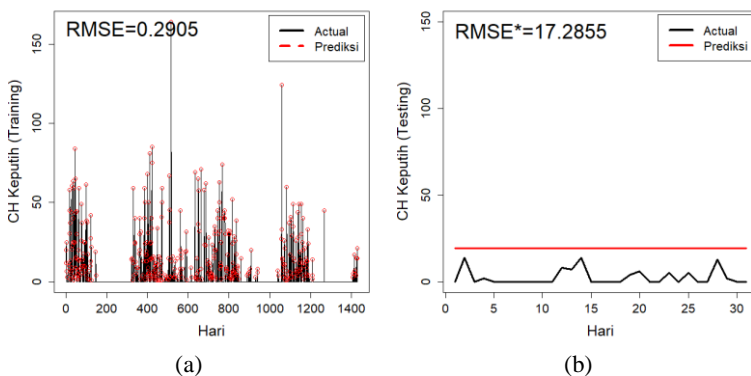 RMSE=0.2905
Actual
Prediksi
CH Keputih (Training)
150
100
50
0
0 200 400 600 800 1000 1200 1400
Hari
(a)
RMSE*=17.2855
Actual
Prediksi
CH Keputih (Testing)
150
100
50
0
0 5 10 15 20 25 30
Hari
(b)